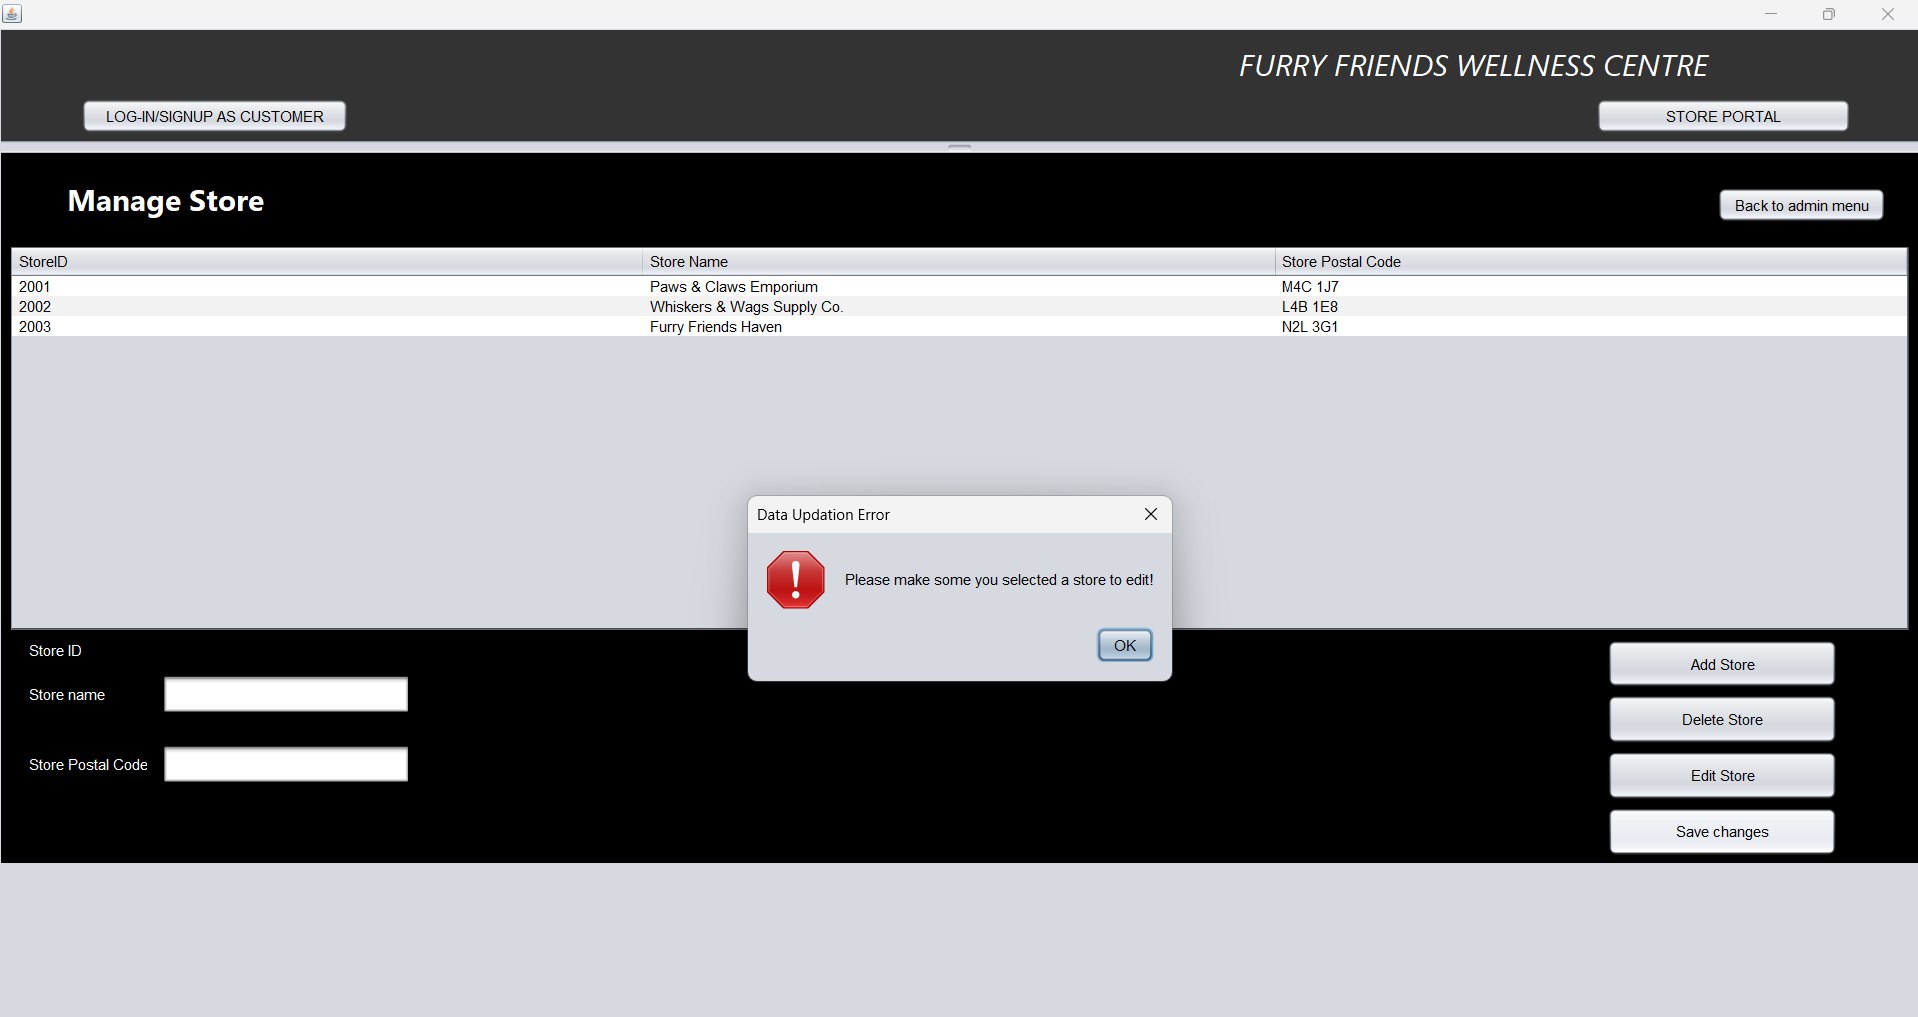 FURRY FRIENDS WELLNESS CENTRE
LOG-IN/SIGNUP AS CUSTOMER
STORE PORTAL
Manage Store
Back to admin menu
StoreID Store Name Store Postal Code
2001 Paws & Claws Emporium M4C 1J7
2002 Whiskers & Wags Supply Co. L4B 1E8
2003 Furry Friends Haven N2L 3G1
Data Updation Error
Please make some you selected a store to edit!
OK
Store ID
Store name
Store Postal Code
Add Store
Delete Store
Edit Store
Save changes